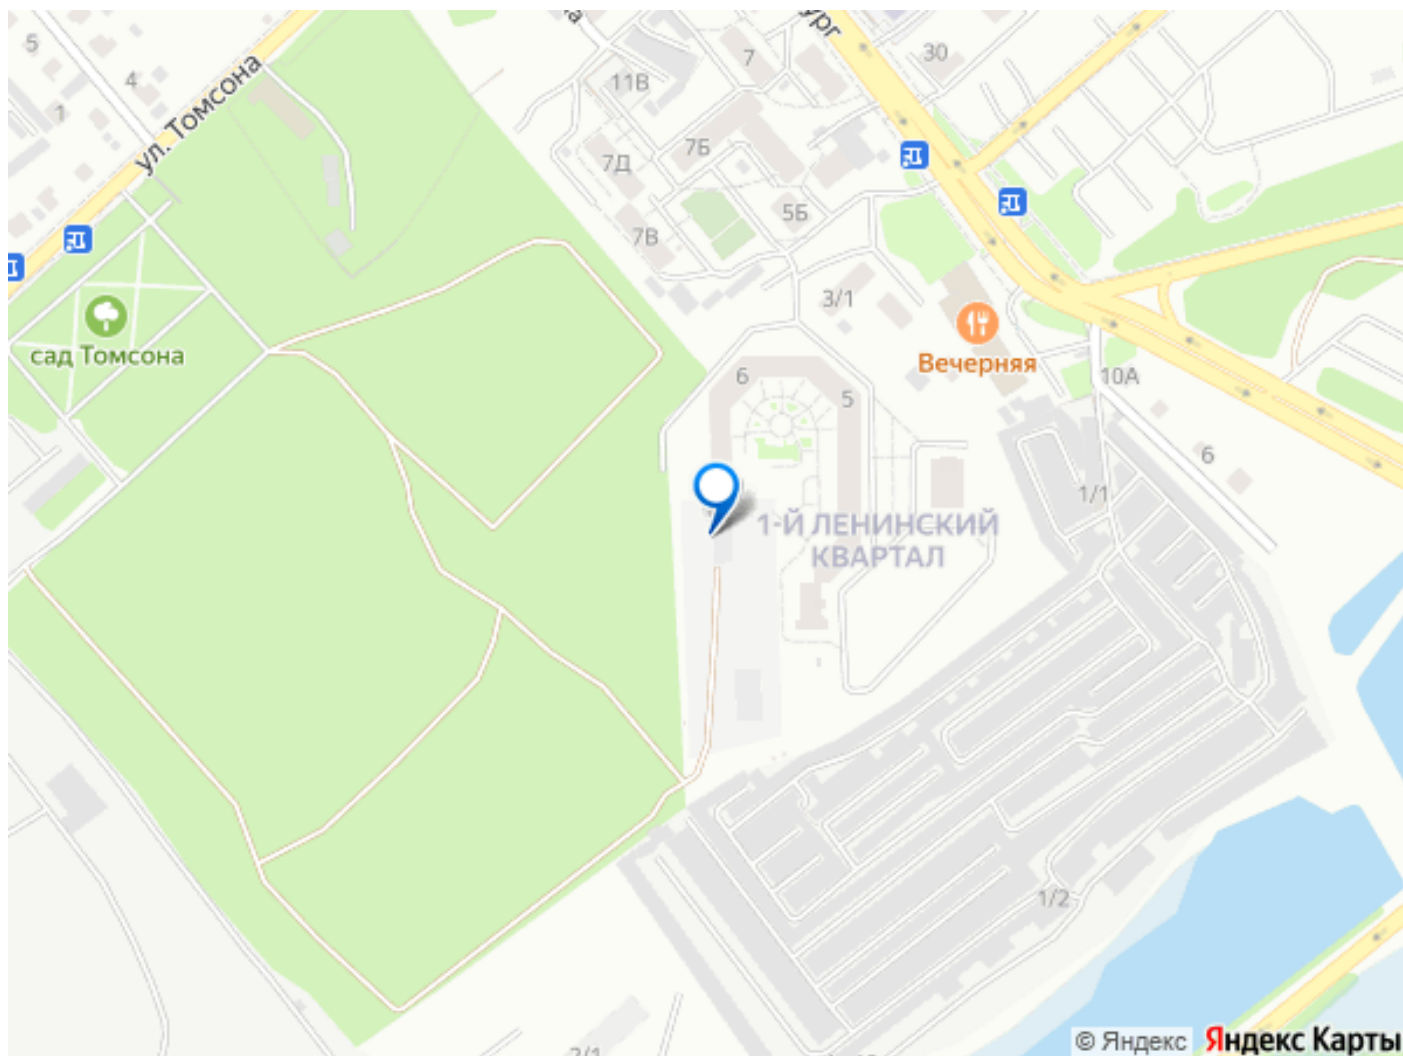 5
4
1
ул. Томсона
11В
7
30
7Б
7Д
5Б
7В
3/1
сад Томсона
Вечерняя
6
5
10А
6
1/1
1-Й ЛЕНИНСКИЙ
КВАРТАЛ
1/2
© Яндекс
Яндекс Карты